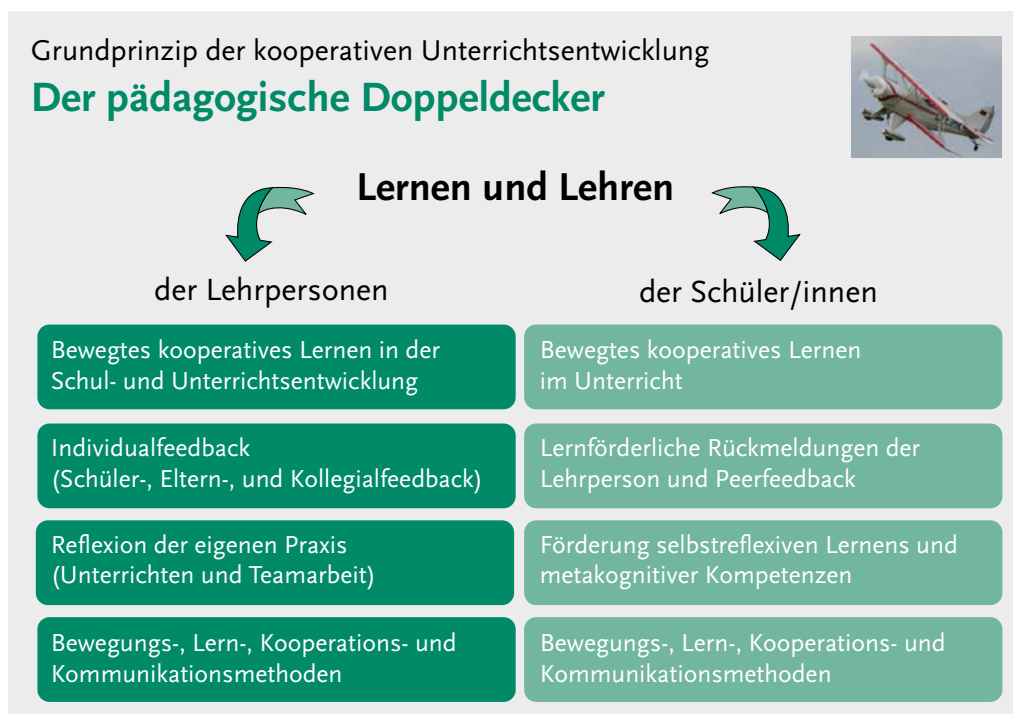 Grundprinzip der kooperativen Unterrichtsentwicklung
Der pädagogische Doppeldecker
Lernen und Lehren
der Lehrpersonen
der Schüler/innen
Bewegtes kooperatives Lernen in der
Schul- und Unterrichtsentwicklung
Bewegtes kooperatives Lernen
im Unterricht
Individualfeedback
(Schüler-, Eltern-, und Kollegialfeedback)
Lernförderliche Rückmeldungen der
Lehrperson und Peerfeedback
Reflexion der eigenen Praxis
(Unterrichten und Teamarbeit)
Förderung selbstreflexiven Lernens und
metakognitiver Kompetenzen
Bewegungs-, Lern-, Kooperations- und
Kommunikationsmethoden
Bewegungs-, Lern-, Kooperations- und
Kommunikationsmethoden